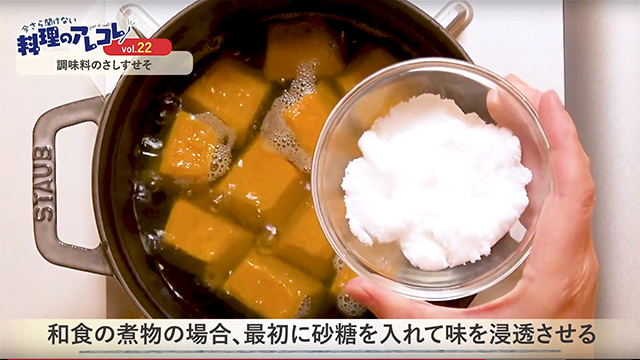 今さら聞けない
料理のアレコレ
vol.22
調味料のさしすせそ
STAUB
和食の煮物の場合、最初に砂糖を入れて味を浸透させる